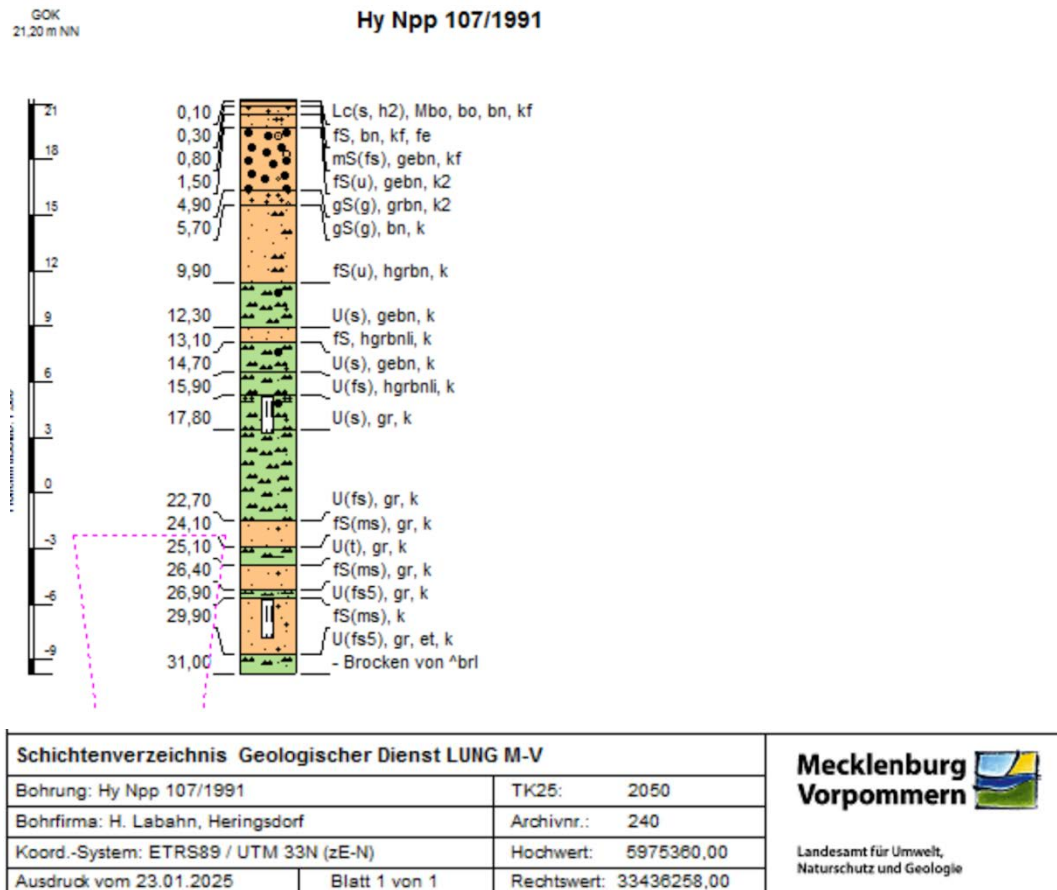 GOK
21,20 m NN
Hy Npp 107/1991
21
18
15
12
9
6
3
0
-3
-6
-9
0,10 Lc(s, h2), Mbo, bo, bn, kf
0,30 fS, bn, kf, fe
0,80 mS(fs), gebn, kf
1,50 fS(u), gebn, k2
4,90 gS(g), grbn, k2
5,70 gS(g), bn, k
9,90 fS(u), hgrbn, k
12,30 U(s), gebn, k
13,10 fS, hgrbnli, k
14,70 U(s), gebn, k
15,90 U(fs), hgrbnli, k
17,80 U(s), gr, k
22,70 U(fs), gr, k
24,10 fS(ms), gr, k
25,10 U(t), gr, k
26,40 fS(ms), gr, k
26,90 U(fs5), gr, k
29,90 fS(ms), k
U(fs5), gr, et, k
31,00 - Brocken von ^brl
Schichtenverzeichnis Geologischer Dienst LUNG M-V
Bohrung: Hy Npp 107/1991 TK25: 2050
Bohrfirma: H. Labahn, Heringsdorf Archivnr.: 240
Koord.-System: ETRS89 / UTM 33N (zE-N) Hochwert: 5975360,00
Ausdruck vom 23.01.2025 Blatt 1 von 1 Rechtswert: 33436258,00
Mecklenburg
Vorpommern
Landesamt für Umwelt,
Naturschutz und Geologie